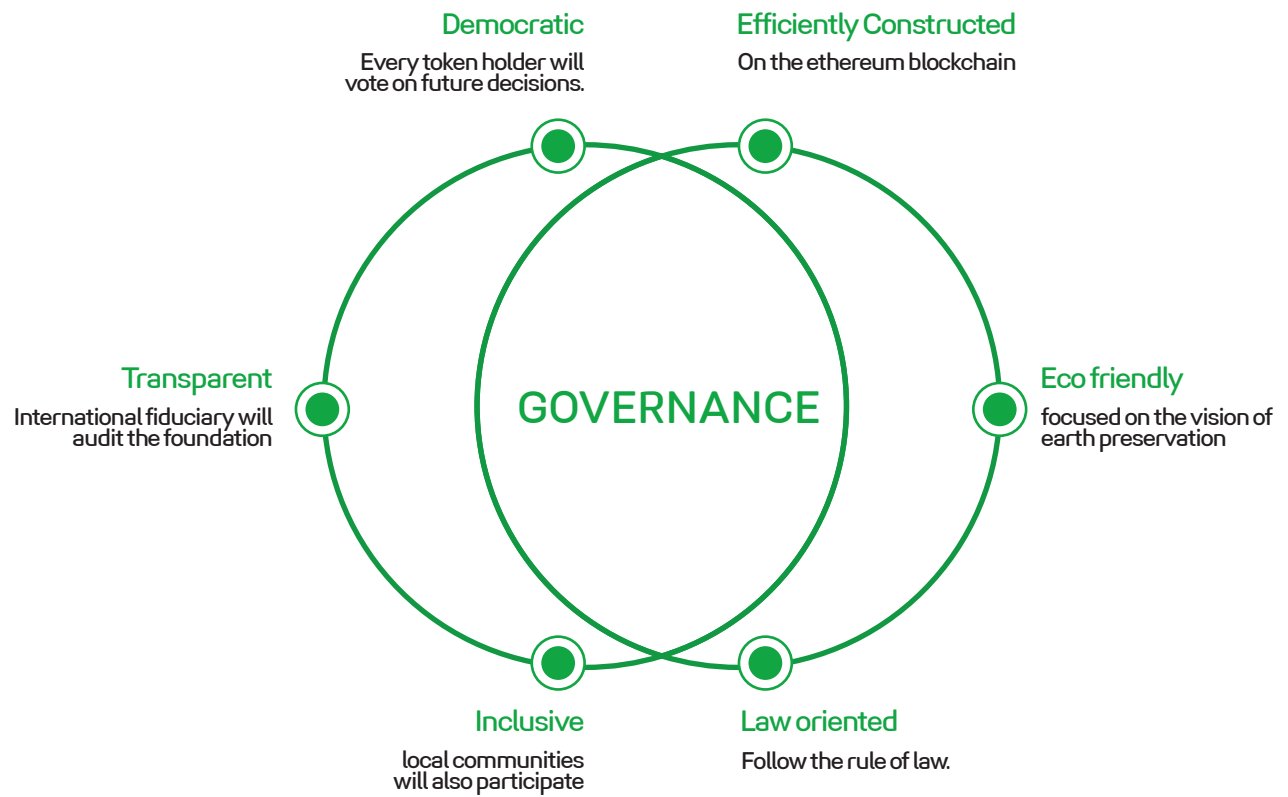 Democratic
Every token holder will
vote on future decisions.
Efficiently Constructed
On the ethereum blockchain
Transparent
International fiduciary will
audit the foundation
GOVERNANCE
Eco friendly
focused on the vision of
earth preservation
Inclusive
local communities
will also participate
Law oriented
Follow the rule of law.